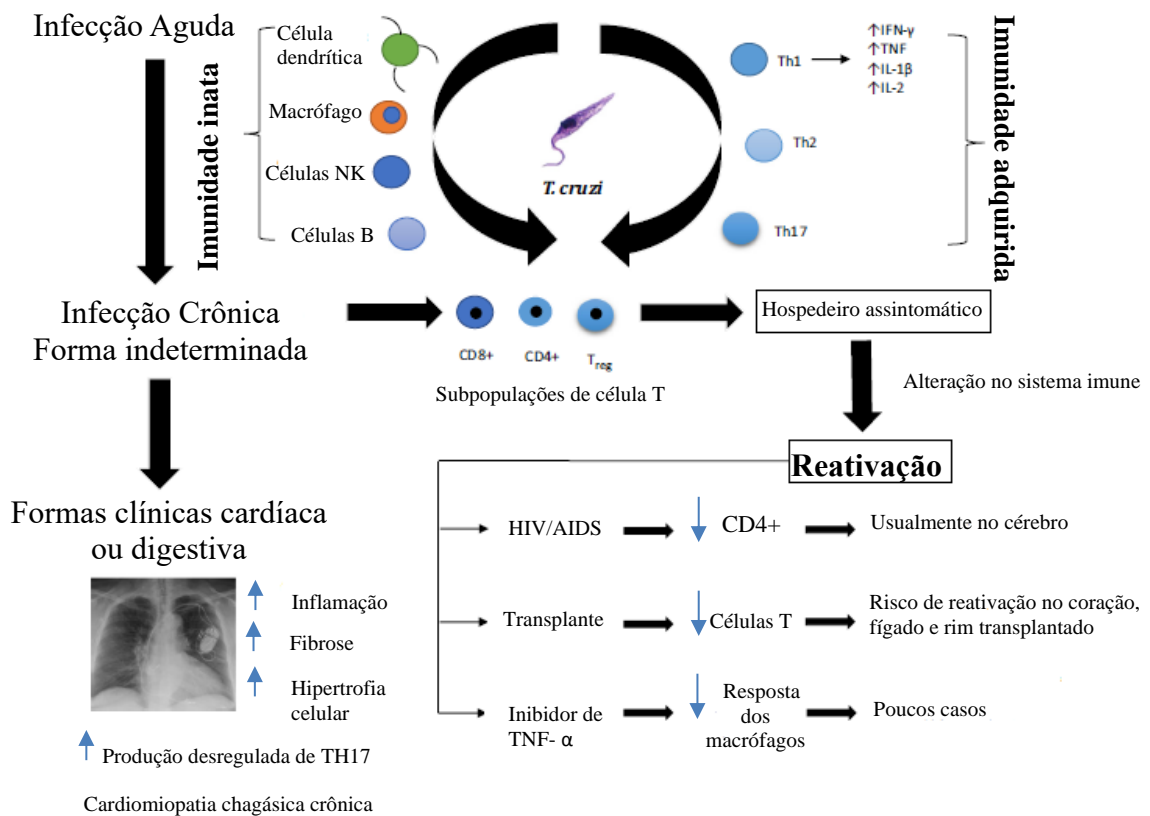 Infecção Aguda
Imunidade inata
Célula
dendrítica
Macrófago
Células NK
Células B
T. cruzi
Th1
↑IFN-γ
↑TNF
↑IL-1β
↑IL-2
Th2
Th17
Imunidade adquirida
Infecção Crônica
Forma indeterminada
CD8+
CD4+
Treg
Subpopulações de célula T
Hospedeiro assintomático
Alteração no sistema imune
Reativação
HIV/AIDS
CD4+
Usualmente no cérebro
Transplante
Células T
Risco de reativação no coração,
fígado e rim transplantado
Inibidor de
TNF- α
Resposta
dos
macrófagos
Poucos casos
Formas clínicas cardíaca
ou digestiva
Inflamação
Fibrose
Hipertrofia
celular
Produção desregulada de TH17
Cardiomiopatia chagásica crônica